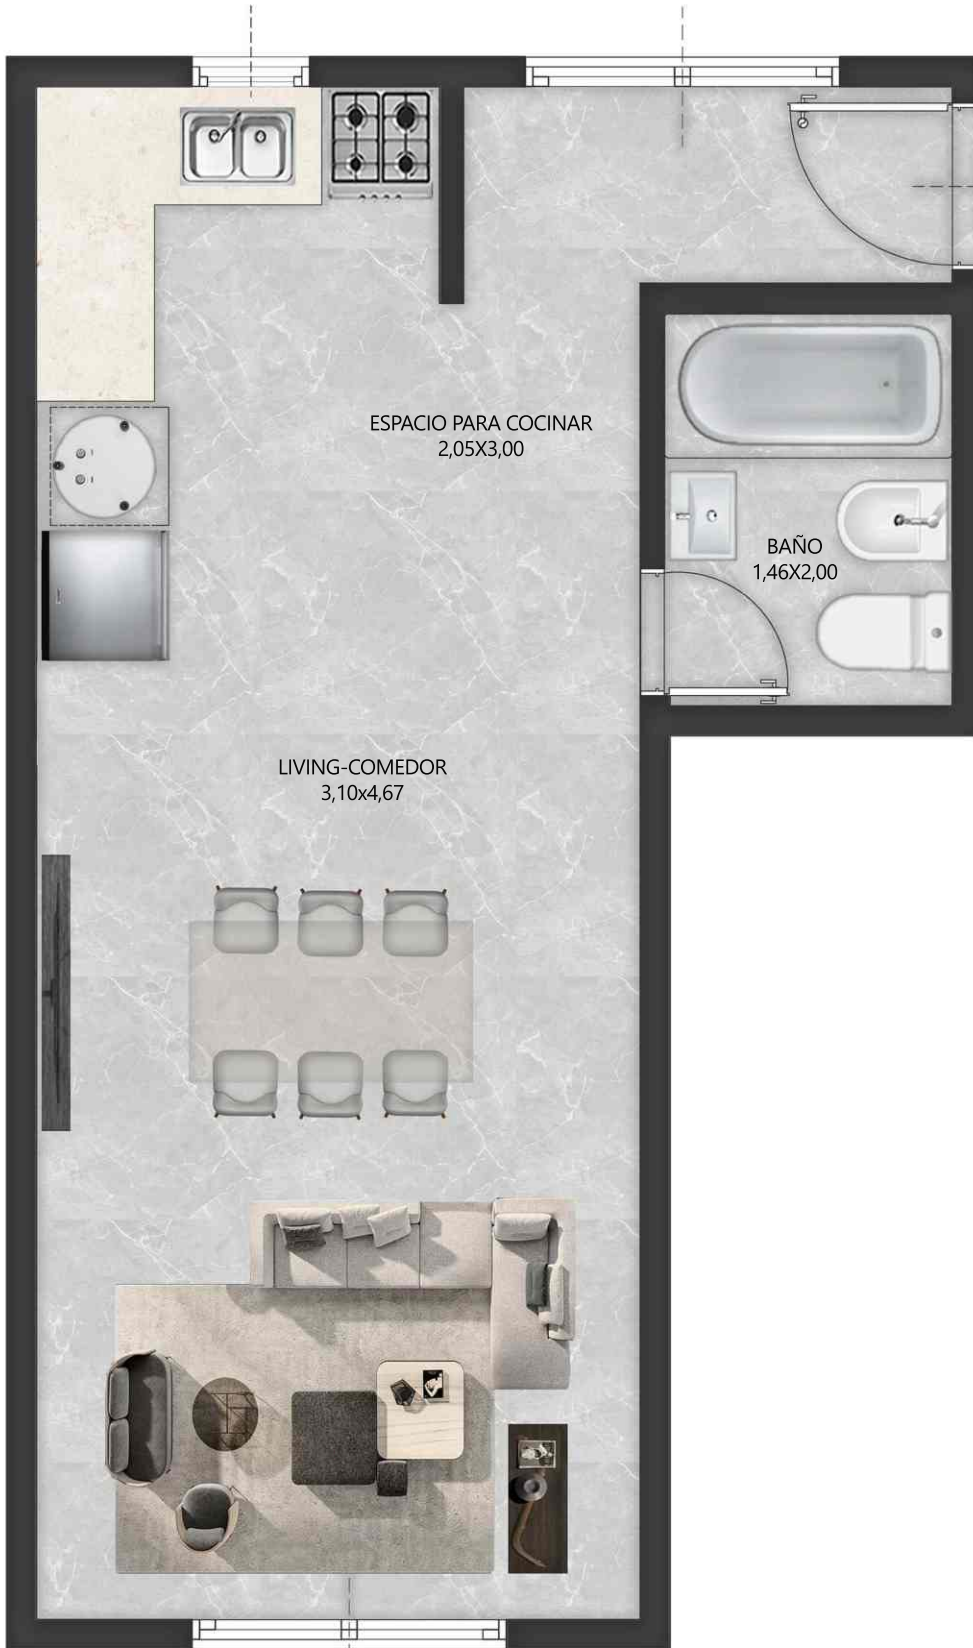 ESPACIO PARA COCINAR
2,05X3,00
BAÑO
1,46X2,00
LIVING-COMEDOR
3,10x4,67